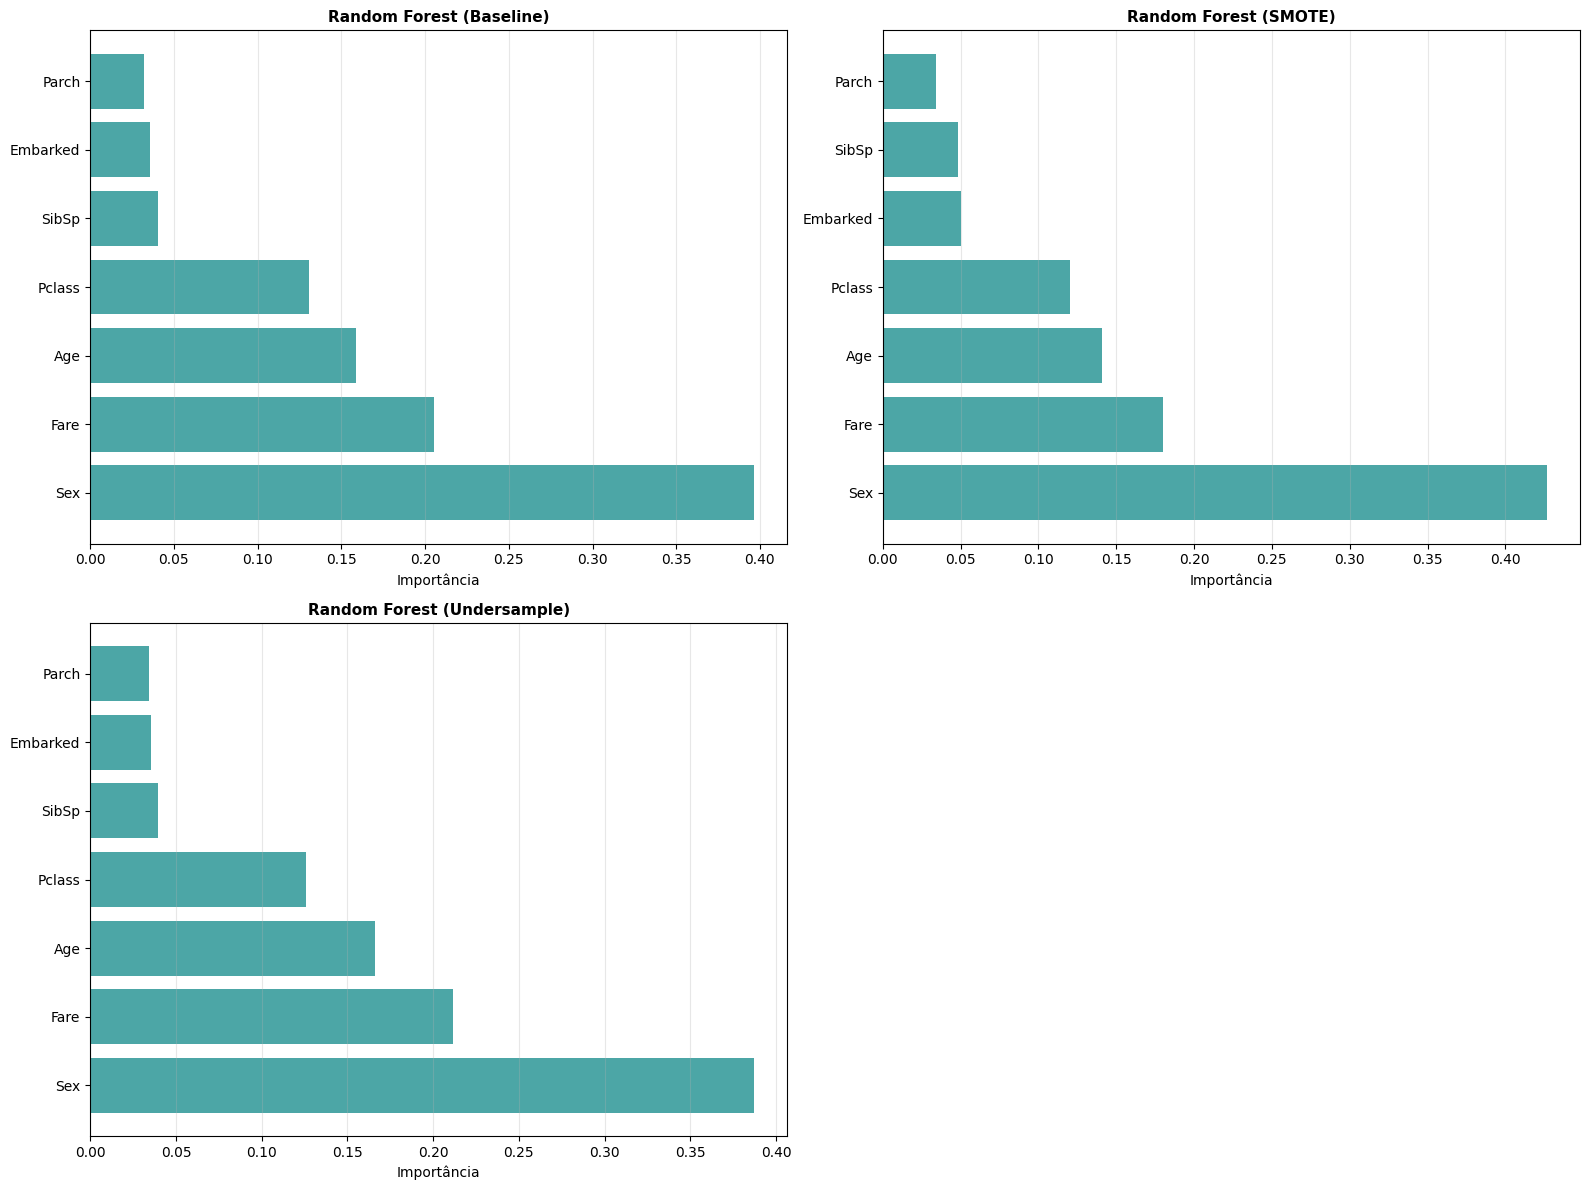 Random Forest (Baseline)
Parch
Embarked
SibSp
Pclass
Age
Fare
Sex
0.00 0.05 0.10 0.15 0.20 0.25 0.30 0.35 0.40
Importância
Random Forest (SMOTE)
Parch
SibSp
Embarked
Pclass
Age
Fare
Sex
0.00 0.05 0.10 0.15 0.20 0.25 0.30 0.35 0.40
Importância
Random Forest (Undersample)
Parch
Embarked
SibSp
Pclass
Age
Fare
Sex
0.00 0.05 0.10 0.15 0.20 0.25 0.30 0.35 0.40
Importância